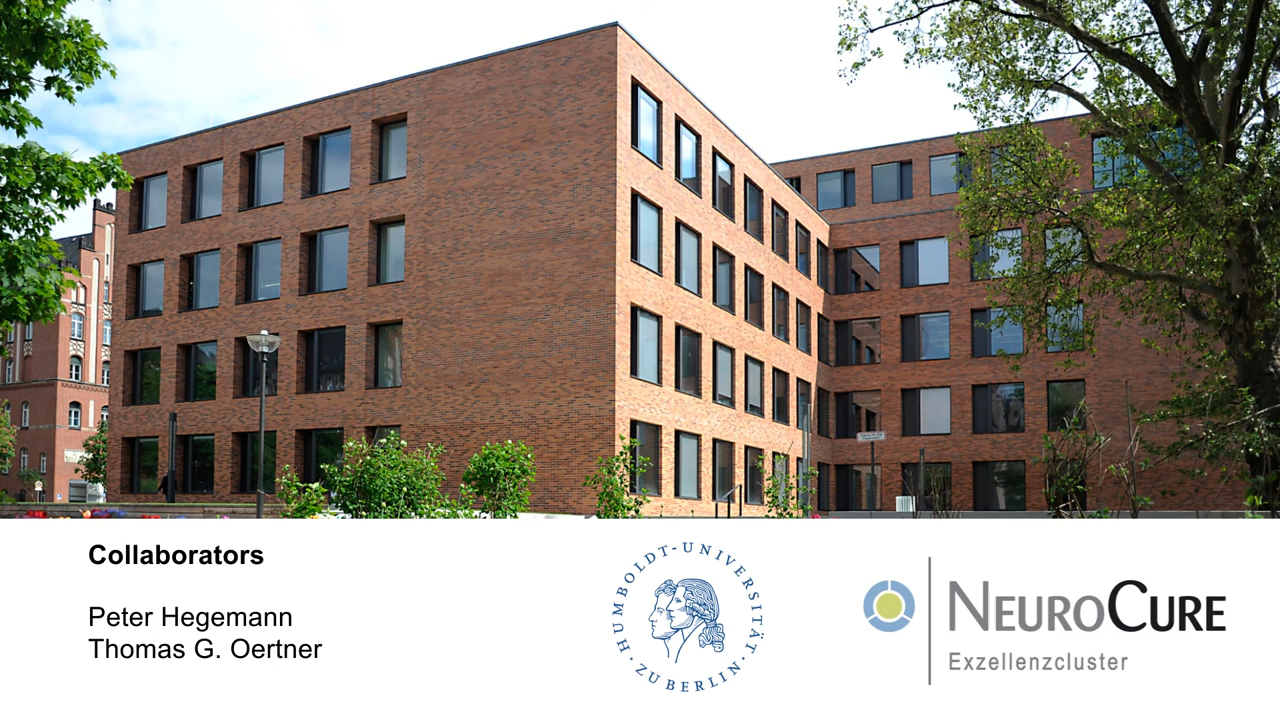 Collaborators
Peter Hegemann
Thomas G. Oertner
HUMBOLDT-UNIVERSITÄT
· ZU BERLIN ·
NEUROCURE
Exzellenzcluster